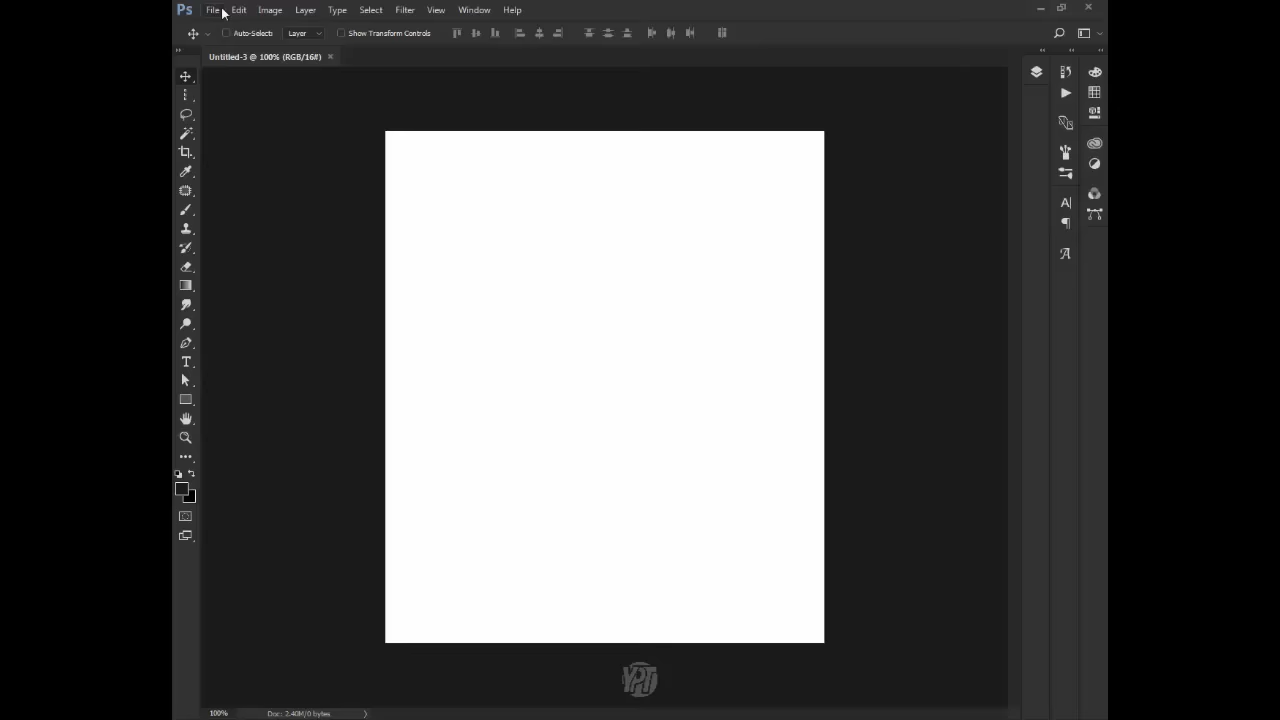 Ps File Edit Image Layer Type Select Filter View Window Help
Auto-Select: Layer Show Transform Controls
Untitled-3 @ 100% (RGB/16#) ×
YPT
100% Doc: 2.40M/0 bytes